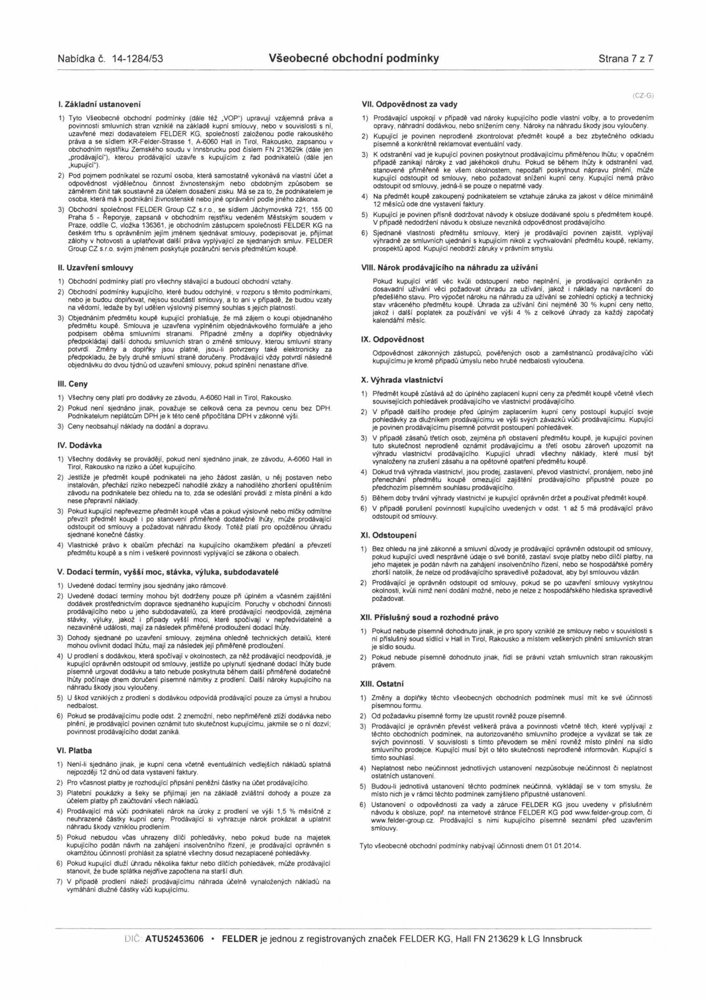 Nabídka č. 14-1284/53
Všeobecné obchodní podmínky
Strana 7 z 7
(CZ-G)
I. Základní ustanovení
1) Tyto Všeobecné obchodní podmínky (dále též „VOP“) upravují vzájemná práva a
povinnosti smluvních stran vzniklé na základě kupní smlouvy, nebo v souvislosti s ní,
uzavřené mezi dodavatelem FELDER KG, společností založenou podle rakouského
práva a se sídlem KR-Felder-Strasse 1, A-6060 Hall in Tirol, Rakousko, zapsanou v
obchodním rejstříku Zemského soudu v Innsbrucku pod číslem FN 213629k (dále jen
„prodávající“), kterou prodávající uzavře s kupujícím z řad podnikatelů (dále jen
„kupující“).
2) Pod pojmem podnikatel se rozumí osoba, která samostatně vykonává na vlastní účet a
odpovědnost výdělečnou činnost živnostenským nebo obdobným způsobem se
záměrem činit tak soustavně za účelem dosažení zisku. Má se za to, že podnikatelem je
osoba, která má k podnikání živnostenské nebo jiné oprávnění podle jiného zákona.
3) Obchodní společnost FELDER Group CZ s.r.o., se sídlem Jáchymovská 721, 155 00
Praha 5 - Řeporyje, zapsaná v obchodním rejstříku vedeném Městským soudem v
Praze, oddíle C, vložka 136361, je obchodním zástupcem společnosti FELDER KG na
českém trhu s oprávněním jejím jménem sjednávat smlouvy, podepisovat je, přijímat
zálohy v hotovosti a uplatňovat další práva vyplývající ze sjednaných smluv. FELDER
Group CZ s.r.o. svým jménem poskytuje pozáruční servis předmětům koupě.
II. Uzavření smlouvy
1) Obchodní podmínky platí pro všechny stávající a budoucí obchodní vztahy.
2) Obchodní podmínky kupujícího, které budou odchylné, v rozporu s těmito podmínkami,
nebo je budou doplňovat, nejsou součástí smlouvy, a to ani v případě, že budou vzaty
na vědomí, ledaže by byl udělen výslovný písemný souhlas s jejich platností.
3) Objednáním předmětu koupě kupující prohlašuje, že má zájem o koupi objednaného
předmětu koupě. Smlouva je uzavřena vyplněním objednávkového formuláře a jeho
podpisem oběma smluvními stranami. Případné změny a doplňky objednávky
předpokládají další dohodu smluvních stran o změně smlouvy, kterou smluvní strany
potvrdí. Změny a doplňky jsou platné, jsou-li potvrzeny také elektronicky za
předpokladu, že byly druhé smluvní straně doručeny. Prodávající vždy potvrdí následně
objednávku do dvou týdnů od uzavření smlouvy, pokud splnění nenastane dříve.
III. Ceny
1) Všechny ceny platí pro dodávky ze závodu, A-6060 Hall in Tirol, Rakousko.
2) Pokud není sjednáno jinak, považuje se celková cena za pevnou cenu bez DPH.
Podnikatelum neplátcům DPH je k této ceně připočítána DPH v zákonné výši.
3) Ceny neobsahují náklady na dodání a dopravu.
IV. Dodávka
1) Všechny dodávky se provádějí, pokud není sjednáno jinak, ze závodu, A-6060 Hall in
Tirol, Rakousko na riziko a účet kupujícího.
2) Jestliže je předmět koupě podnikateli na jeho žádost zaslán, u něj postaven nebo
instalován, přechází riziko nebezpečí nahodilé zkázy a nahodilého zhoršení opuštěním
závodu na podnikatele bez ohledu na to, zda se odeslání provádí z místa plnění a kdo
nese přepravní náklady.
3) Pokud kupující nepřevezme předmět koupě včas a pokud výslovně nebo mlčky odmítne
převzít předmět koupě i po stanovení přiměřené dodatečné lhůty, může prodávající
odstoupit od smlouvy a požadovat náhradu škody. Totéž platí pro opožděnou úhradu
sjednané konečné částky.
4) Vlastnické právo k obalům přechází na kupujícího okamžikem předání a převzetí
předmětu koupě a s ním i veškeré povinnosti vyplývající se zákona o obalech.
V. Dodací termín, vyšší moc, stávka, výluka, subdodavatelé
1) Uvedené dodací termíny jsou sjednány jako rámcové.
2) Uvedené dodací termíny mohou být dodrženy pouze při úplném a včasném zajištění
dodávek prostřednictvím dopravce sjednaného kupujícím. Poruchy v obchodní činnosti
prodávajícího nebo u jeho subdodavatelů, za které prodávající neodpovídá, zejména
stávky, výluky, jakož i případy vyšší moci, které spočívají v nepředvídatelné a
nezaviněné události, mají za následek přiměřené prodloužení dodací lhůty.
3) Dohody sjednané po uzavření smlouvy, zejména ohledně technických detailů, které
mohou ovlivnit dodací lhůtu, mají za následek její přiměřené prodloužení.
4) U prodlení s dodávkou, která spočívají v okolnostech, za něž prodávající neodpovídá, je
kupující oprávněn odstoupit od smlouvy, jestliže po uplynutí sjednané dodací lhůty bude
písemně urgovat dodávku a tato nebude poskytnuta během další přiměřené dodatečné
lhůty počínaje dnem doručení písemné námitky z prodlení. Další nároky kupujícího na
náhradu škody jsou vyloučeny.
5) U škod vzniklých z prodlení s dodávkou odpovídá prodávající pouze za úmysl a hrubou
nedbalost.
6) Pokud se prodávajícímu podle odst. 2 znemožní, nebo nepřiměřeně ztíží dodávka nebo
plnění, je prodávající povinen oznámit tuto skutečnost kupujícímu, jakmile se o ní dozví;
povinnost prodávajícího dodat zaniká.
VI. Platba
1) Není-li sjednáno jinak, je kupní cena včetně eventuálních vedlejších nákladů splatná
nejpozději 12 dnů od data vystavení faktury.
2) Pro včasnost platby je rozhodující připsání peněžní částky na účet prodávajícího.
3) Platební poukázky a šeky se přijímají jen na základě zvláštní dohody a pouze za
účelem platby při zaúčtování všech nákladů.
4) Prodávající má vůči podnikateli nárok na úroky z prodlení ve výši 1,5 % měsíčně z
neuhrazené částky kupní ceny. Prodávající si vyhrazuje nárok prokázat a uplatnit
náhradu škody vzniklou prodlením.
5) Pokud nebudou včas uhrazeny dílčí pohledávky, nebo pokud bude na majetek
kupujícího podán návrh na zahájení insolvenčního řízení, je prodávající oprávněn s
okamžitou účinností prohlásit za splatné všechny dosud nezaplacené pohledávky.
6) Pokud kupující dluží úhradu několika faktur nebo dílčích pohledávek, může prodávající
stanovit, že bude splátka nejdříve započtena na starší dluh.
7) V případě prodlení náleží prodávajícímu náhrada účelně vynaložených nákladů na
vymáhání dlužné částky vůči kupujícímu.
VII. Odpovědnost za vady
1) Prodávající uspokojí v případě vad nároky kupujícího podle vlastní volby, a to provedením
opravy, náhradní dodávkou, nebo snížením ceny. Nároky na náhradu škody jsou vyloučeny.
2) Kupující je povinen neprodleně zkontrolovat předmět koupě a bez zbytečného odkladu
písemně a konkrétně reklamovat eventuální vady.
3) K odstranění vad je kupující povinen poskytnout prodávajícímu přiměřenou lhůtu; v opačném
případě zanikají nároky z vad jakéhokoli druhu. Pokud se během lhůty k odstranění vad,
stanovené přiměřeně ke všem okolnostem, nepodaří poskytnout nápravu plnění, může
kupující odstoupit od smlouvy, nebo požadovat snížení kupní ceny. Kupující nemá právo
odstoupit od smlouvy, jedná-li se pouze o nepatrné vady.
4) Na předmět koupě zakoupený podnikatelem se vztahuje záruka za jakost v délce minimálně
12 měsíců ode dne vystavení faktury.
5) Kupující je povinen přísně dodržovat návody k obsluze dodávané spolu s předmětem koupě.
V případě nedodržení návodu k obsluze nevzniká odpovědnost prodávajícího.
6) Sjednané vlastnosti předmětu smlouvy, který je prodávající povinen zajistit, vyplývají
výhradně ze smluvních ujednání s kupujícím nikoli z vychvalování předmětu koupě, reklamy,
prospektů apod. Kupující neobdrží záruky v právním smyslu.
VIII. Nárok prodávajícího na náhradu za užívání
Pokud kupující vrátí věc kvůli odstoupení nebo neplnění, je prodávající oprávněn za
dosavadní užívání věci požadovat úhradu za užívání, jakož i náklady na navrácení do
předešlého stavu. Pro výpočet nároku na náhradu za užívání se zohlední optický a technický
stav vráceného předmětu koupě. Úhrada za užívání činí nejméně 30 % kupní ceny netto,
jakož i další poplatek za používání ve výši 4 % z celkové úhrady za každý započatý
kalendářní měsíc.
IX. Odpovědnost
Odpovědnost zákonných zástupců, pověřených osob a zaměstnanců prodávajícího vůči
kupujícímu je kromě případů úmyslu nebo hrubé nedbalosti vyloučena.
X. Výhrada vlastnictví
1) Předmět koupě zůstává až do úplného zaplacení kupní ceny za předmět koupě včetně všech
souvisejících pohledávek prodávajícího ve vlastnictví prodávajícího.
2) V případě dalšího prodeje před úplným zaplacením kupní ceny postoupí kupující svoje
pohledávky za dlužníkem prodávajícímu ve výši svých závazků vůči prodávajícímu. Kupující
je povinen prodávajícímu písemně potvrdit postoupení pohledávek.
3) V případě zásahů třetích osob, zejména při obstavení předmětu koupě, je kupující povinen
tuto skutečnost neprodleně oznámit prodávajícímu a třetí osobu zároveň upozornit na
výhradu vlastnictví prodávajícího. Kupující uhradí všechny náklady, které musí být
vynaloženy na zrušení zásahu a na opětovné opatření předmětu koupě.
4) Dokud trvá výhrada vlastnictví, jsou prodej, zastavení, převod vlastnictví, pronájem, nebo jiné
přenechání předmětu koupě omezující zajištění prodávajícího přípustné pouze po
předchozím písemném souhlasu prodávajícího.
5) Během doby trvání výhrady vlastnictví je kupující oprávněn držet a používat předmět koupě.
6) V případě porušení povinností kupujícího uvedených v odst. 1 až 5 má prodávající právo
odstoupit od smlouvy.
XI. Odstoupení
1) Bez ohledu na jiné zákonné a smluvní důvody je prodávající oprávněn odstoupit od smlouvy,
pokud kupující uvedl nesprávné údaje o své bonitě, zastaví svoje platby nebo dílčí platby, na
jeho majetek je podán návrh na zahájení insolvenčního řízení, nebo se hospodářské poměry
zhorší natolik, že nelze od prodávajícího spravedlivě požadovat, aby byl smlouvou vázán.
2) Prodávající je oprávněn odstoupit od smlouvy, pokud se po uzavření smlouvy vyskytnou
okolnosti, kvůli nimž není dodání možné, nebo je nelze z hospodářského hlediska spravedlivě
požadovat.
XII. Příslušný soud a rozhodné právo
1) Pokud nebude písemně dohodnuto jinak, je pro spory vzniklé ze smlouvy nebo v souvislosti s
ní příslušný soud sídlící v Hall in Tirol, Rakousko a místem veškerých plnění smluvních stran
je sídlo soudu.
2) Pokud nebude písemně dohodnuto jinak, řídí se právní vztah smluvních stran rakouským
právem.
XIII. Ostatní
1) Změny a doplňky těchto všeobecných obchodních podmínek musí mít ke své účinnosti
písemnou formu.
2) Od požadavku písemné formy lze upustit rovněž pouze písemně.
3) Prodávající je oprávněn převést veškerá práva a povinnosti včetně těch, které vyplývají z
těchto obchodních podmínek, na autorizovaného smluvního prodejce a vyvázat se tak ze
svých povinností. V souvislosti s tímto převodem se mění rovněž místo plnění na sídlo
smluvního prodejce. Kupující musí být o této skutečnosti neprodleně informován. Kupující s
tímto souhlasí.
4) Neplatnost nebo neúčinnost jednotlivých ustanovení nezpůsobuje neúčinnost či neplatnost
ostatních ustanovení.
5) Budou-li jednotlivá ustanovení těchto podmínek neúčinná, vykládají se v tom smyslu, že
místo nich je v rámci těchto podmínek zamýšleno přípustné ustanovení.
6) Ustanovení o odpovědnosti za vady a záruce FELDER KG jsou uvedeny v příslušném
návodu k obsluze, popř. na internetové stránce FELDER KG pod www.felder-group.com, či
www.felder-group.cz. Prodávající s nimi kupujícího písemně seznámí před uzavřením
smlouvy.
Tyto všeobecné obchodní podmínky nabývají účinnosti dnem 01.01.2014.
DIČ: ATU52453606 • FELDER je jednou z registrovaných značek FELDER KG, Hall FN 213629 k LG Innsbruck